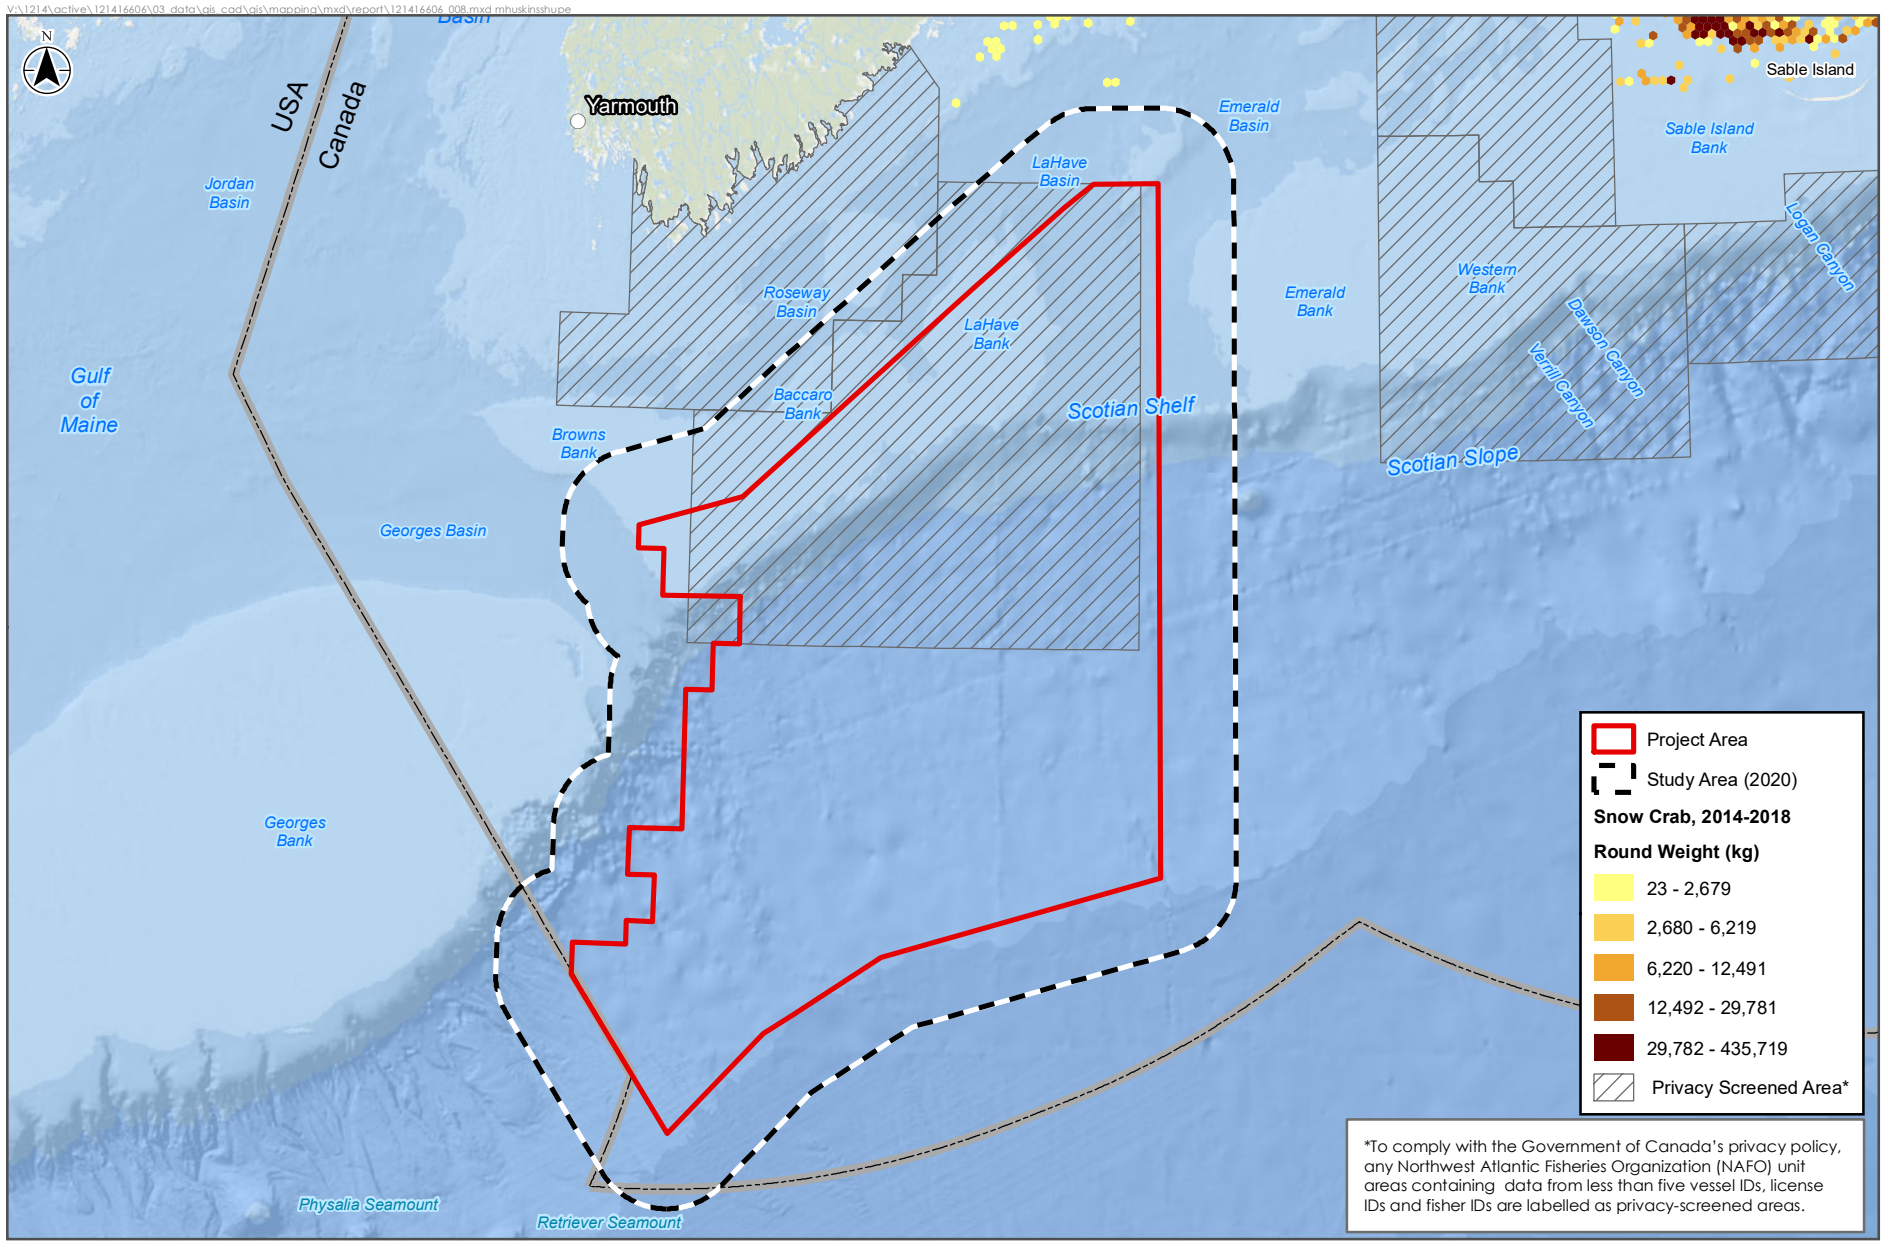 V:\1214\active\121416606\03_data\gis_cad\gis\mapping\mxd\report\121416606_008.mxd mhuskinsshupe
Basin
N
Sable Island
USA
Canada
Yarmouth
Emerald
Basin
Sable Island
Bank
LaHave
Basin
Jordan
Basin
Logan Canyon
Roseway
Basin
Western
Bank
Emerald
Bank
LaHave
Bank
Dawson Canyon
Verrill Canyon
Gulf
of
Maine
Baccaro
Bank
Scotian Shelf
Browns
Bank
Scotian Slope
Georges Basin
Georges
Bank
Physalia Seamount
Retriever Seamount
Project Area
Study Area (2020)
Snow Crab, 2014-2018
Round Weight (kg)
23 - 2,679
2,680 - 6,219
6,220 - 12,491
12,492 - 29,781
29,782 - 435,719
Privacy Screened Area*
*To comply with the Government of Canada's privacy policy,
any Northwest Atlantic Fisheries Organization (NAFO) unit
areas containing data from less than five vessel IDs, license
IDs and fisher IDs are labelled as privacy-screened areas.